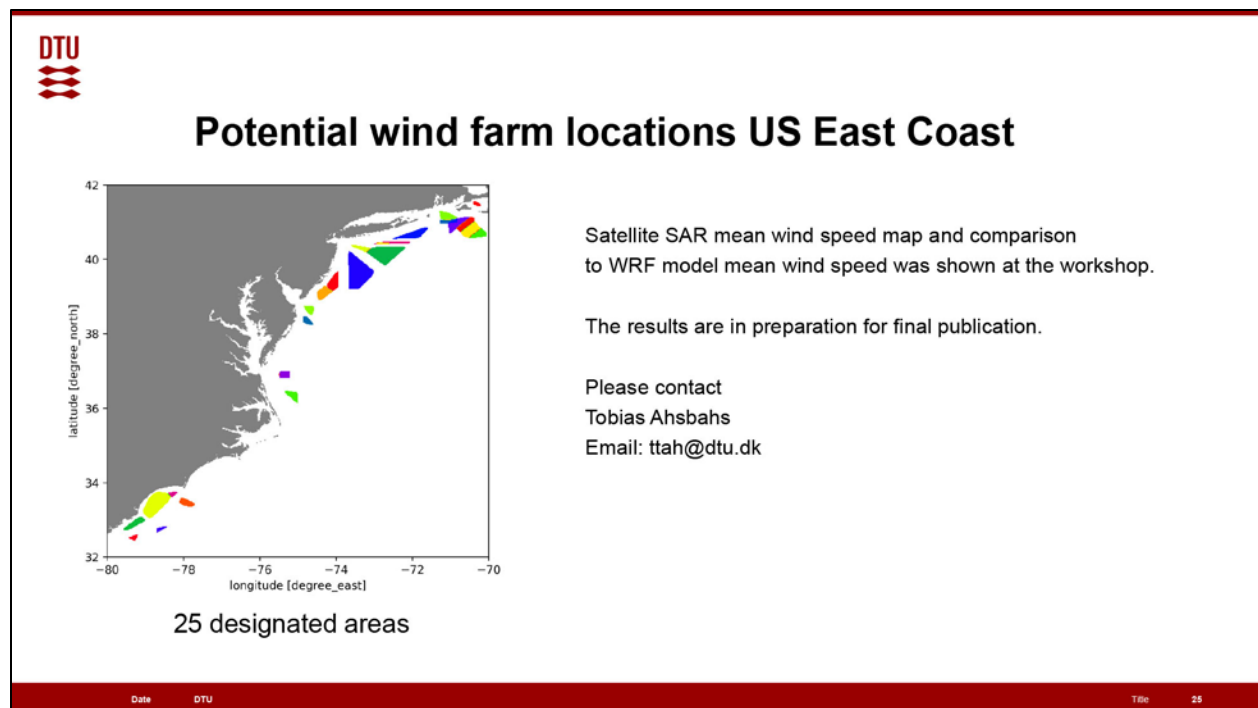 DTU
Potential wind farm locations US East Coast
42
40
38
36
34
32
latitude [degree_north]
−80
−78
−76
−74
−72
−70
longitude [degree_east]
25 designated areas
Satellite SAR mean wind speed map and comparison
to WRF model mean wind speed was shown at the workshop.
The results are in preparation for final publication.
Please contact
Tobias Ahsbahs
Email: ttah@dtu.dk
Date DTU Title 25